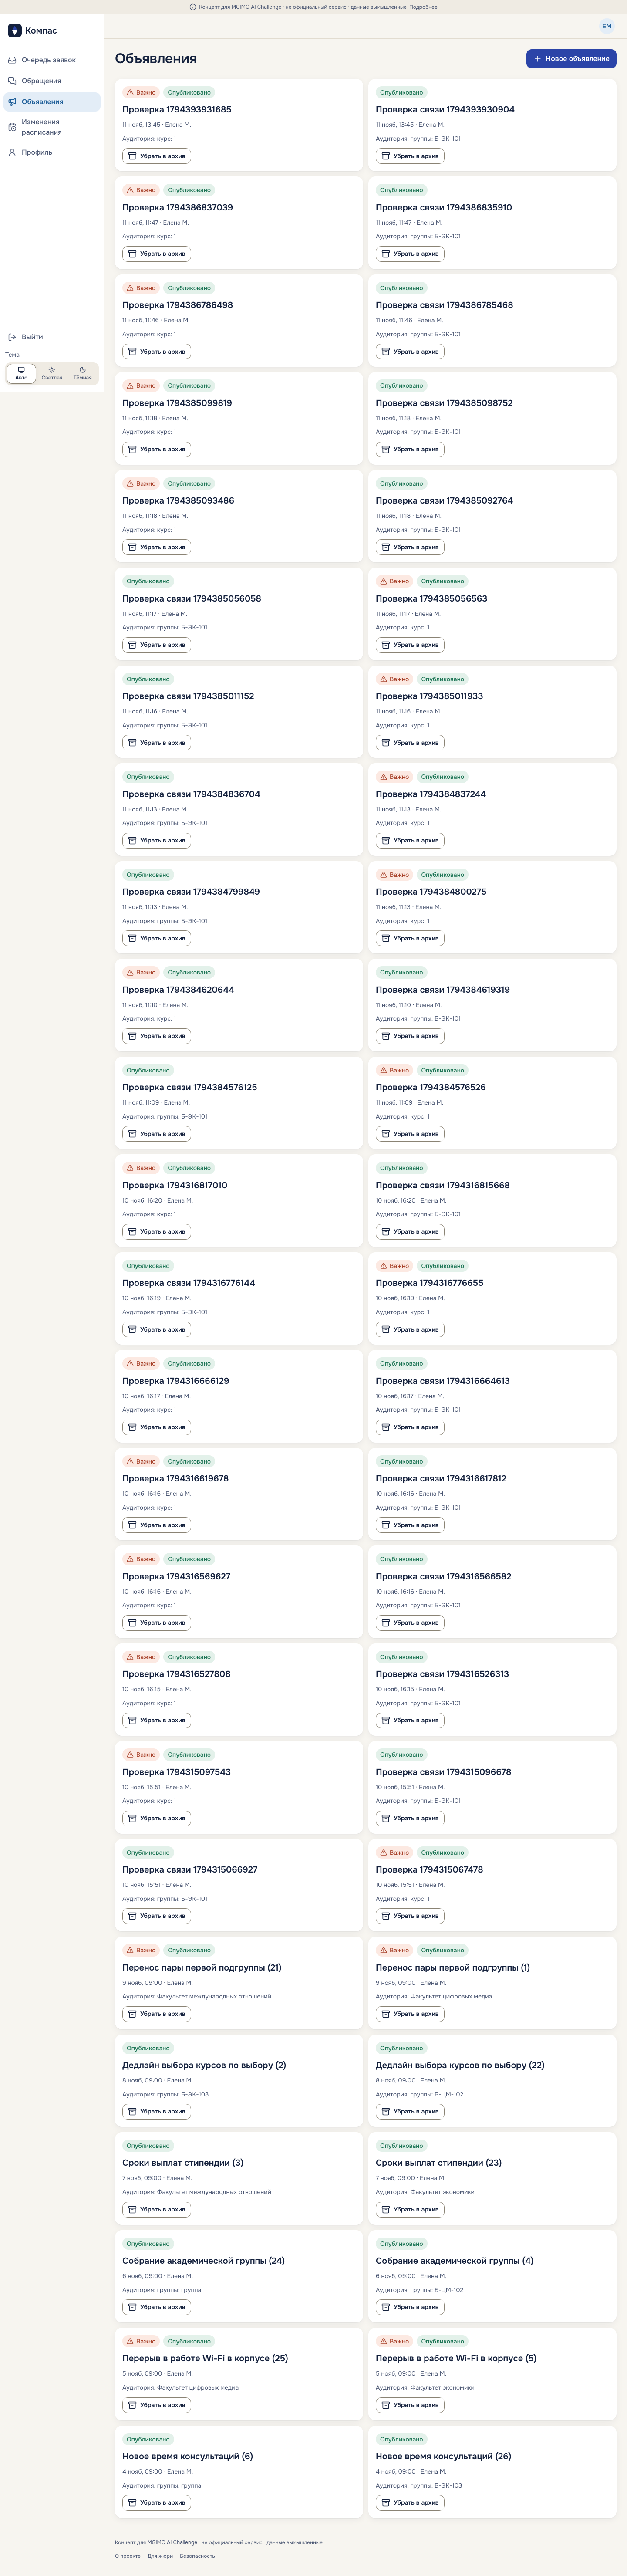 Концепт для MGIMO AI Challenge · не официальный сервис · данные вымышленные Подробнее
Компас
ЕМ
Очередь заявок
Обращения
Объявления
Изменения
расписания
Профиль
Выйти
Тема
Авто Светлая Тёмная
Объявления
Новое объявление
Важно Опубликовано
Проверка 1794393931685
11 нояб, 13:45 · Елена М.
Аудитория: курс: 1
Убрать в архив
Опубликовано
Проверка связи 1794393930904
11 нояб, 13:45 · Елена М.
Аудитория: группы: Б-ЭК-101
Убрать в архив
Важно Опубликовано
Проверка 1794386837039
11 нояб, 11:47 · Елена М.
Аудитория: курс: 1
Убрать в архив
Опубликовано
Проверка связи 1794386835910
11 нояб, 11:47 · Елена М.
Аудитория: группы: Б-ЭК-101
Убрать в архив
Важно Опубликовано
Проверка 1794386786498
11 нояб, 11:46 · Елена М.
Аудитория: курс: 1
Убрать в архив
Опубликовано
Проверка связи 1794386785468
11 нояб, 11:46 · Елена М.
Аудитория: группы: Б-ЭК-101
Убрать в архив
Важно Опубликовано
Проверка 1794385099819
11 нояб, 11:18 · Елена М.
Аудитория: курс: 1
Убрать в архив
Опубликовано
Проверка связи 1794385098752
11 нояб, 11:18 · Елена М.
Аудитория: группы: Б-ЭК-101
Убрать в архив
Важно Опубликовано
Проверка 1794385093486
11 нояб, 11:18 · Елена М.
Аудитория: курс: 1
Убрать в архив
Опубликовано
Проверка связи 1794385092764
11 нояб, 11:18 · Елена М.
Аудитория: группы: Б-ЭК-101
Убрать в архив
Опубликовано
Проверка связи 1794385056058
11 нояб, 11:17 · Елена М.
Аудитория: группы: Б-ЭК-101
Убрать в архив
Важно Опубликовано
Проверка 1794385056563
11 нояб, 11:17 · Елена М.
Аудитория: курс: 1
Убрать в архив
Опубликовано
Проверка связи 1794385011152
11 нояб, 11:16 · Елена М.
Аудитория: группы: Б-ЭК-101
Убрать в архив
Важно Опубликовано
Проверка 1794385011933
11 нояб, 11:16 · Елена М.
Аудитория: курс: 1
Убрать в архив
Опубликовано
Проверка связи 1794384836704
11 нояб, 11:13 · Елена М.
Аудитория: группы: Б-ЭК-101
Убрать в архив
Важно Опубликовано
Проверка 1794384837244
11 нояб, 11:13 · Елена М.
Аудитория: курс: 1
Убрать в архив
Опубликовано
Проверка связи 1794384799849
11 нояб, 11:13 · Елена М.
Аудитория: группы: Б-ЭК-101
Убрать в архив
Важно Опубликовано
Проверка 1794384800275
11 нояб, 11:13 · Елена М.
Аудитория: курс: 1
Убрать в архив
Важно Опубликовано
Проверка 1794384620644
11 нояб, 11:10 · Елена М.
Аудитория: курс: 1
Убрать в архив
Опубликовано
Проверка связи 1794384619319
11 нояб, 11:10 · Елена М.
Аудитория: группы: Б-ЭК-101
Убрать в архив
Опубликовано
Проверка связи 1794384576125
11 нояб, 11:09 · Елена М.
Аудитория: группы: Б-ЭК-101
Убрать в архив
Важно Опубликовано
Проверка 1794384576526
11 нояб, 11:09 · Елена М.
Аудитория: курс: 1
Убрать в архив
Важно Опубликовано
Проверка 1794316817010
10 нояб, 16:20 · Елена М.
Аудитория: курс: 1
Убрать в архив
Опубликовано
Проверка связи 1794316815668
10 нояб, 16:20 · Елена М.
Аудитория: группы: Б-ЭК-101
Убрать в архив
Опубликовано
Проверка связи 1794316776144
10 нояб, 16:19 · Елена М.
Аудитория: группы: Б-ЭК-101
Убрать в архив
Важно Опубликовано
Проверка 1794316776655
10 нояб, 16:19 · Елена М.
Аудитория: курс: 1
Убрать в архив
Важно Опубликовано
Проверка 1794316666129
10 нояб, 16:17 · Елена М.
Аудитория: курс: 1
Убрать в архив
Опубликовано
Проверка связи 1794316664613
10 нояб, 16:17 · Елена М.
Аудитория: группы: Б-ЭК-101
Убрать в архив
Важно Опубликовано
Проверка 1794316619678
10 нояб, 16:16 · Елена М.
Аудитория: курс: 1
Убрать в архив
Опубликовано
Проверка связи 1794316617812
10 нояб, 16:16 · Елена М.
Аудитория: группы: Б-ЭК-101
Убрать в архив
Важно Опубликовано
Проверка 1794316569627
10 нояб, 16:16 · Елена М.
Аудитория: курс: 1
Убрать в архив
Опубликовано
Проверка связи 1794316566582
10 нояб, 16:16 · Елена М.
Аудитория: группы: Б-ЭК-101
Убрать в архив
Важно Опубликовано
Проверка 1794316527808
10 нояб, 16:15 · Елена М.
Аудитория: курс: 1
Убрать в архив
Опубликовано
Проверка связи 1794316526313
10 нояб, 16:15 · Елена М.
Аудитория: группы: Б-ЭК-101
Убрать в архив
Важно Опубликовано
Проверка 1794315097543
10 нояб, 15:51 · Елена М.
Аудитория: курс: 1
Убрать в архив
Опубликовано
Проверка связи 1794315096678
10 нояб, 15:51 · Елена М.
Аудитория: группы: Б-ЭК-101
Убрать в архив
Опубликовано
Проверка связи 1794315066927
10 нояб, 15:51 · Елена М.
Аудитория: группы: Б-ЭК-101
Убрать в архив
Важно Опубликовано
Проверка 1794315067478
10 нояб, 15:51 · Елена М.
Аудитория: курс: 1
Убрать в архив
Важно Опубликовано
Перенос пары первой подгруппы (21)
9 нояб, 09:00 · Елена М.
Аудитория: Факультет международных отношений
Убрать в архив
Важно Опубликовано
Перенос пары первой подгруппы (1)
9 нояб, 09:00 · Елена М.
Аудитория: Факультет цифровых медиа
Убрать в архив
Опубликовано
Дедлайн выбора курсов по выбору (2)
8 нояб, 09:00 · Елена М.
Аудитория: группы: Б-ЭК-103
Убрать в архив
Опубликовано
Дедлайн выбора курсов по выбору (22)
8 нояб, 09:00 · Елена М.
Аудитория: группы: Б-ЦМ-102
Убрать в архив
Опубликовано
Сроки выплат стипендии (3)
7 нояб, 09:00 · Елена М.
Аудитория: Факультет международных отношений
Убрать в архив
Опубликовано
Сроки выплат стипендии (23)
7 нояб, 09:00 · Елена М.
Аудитория: Факультет экономики
Убрать в архив
Опубликовано
Собрание академической группы (24)
6 нояб, 09:00 · Елена М.
Аудитория: группы: группа
Убрать в архив
Опубликовано
Собрание академической группы (4)
6 нояб, 09:00 · Елена М.
Аудитория: группы: Б-ЦМ-102
Убрать в архив
Важно Опубликовано
Перерыв в работе Wi-Fi в корпусе (25)
5 нояб, 09:00 · Елена М.
Аудитория: Факультет цифровых медиа
Убрать в архив
Важно Опубликовано
Перерыв в работе Wi-Fi в корпусе (5)
5 нояб, 09:00 · Елена М.
Аудитория: Факультет экономики
Убрать в архив
Опубликовано
Новое время консультаций (6)
4 нояб, 09:00 · Елена М.
Аудитория: группы: группа
Убрать в архив
Опубликовано
Новое время консультаций (26)
4 нояб, 09:00 · Елена М.
Аудитория: группы: Б-ЭК-103
Убрать в архив
Концепт для MGIMO AI Challenge · не официальный сервис · данные вымышленные
О проекте Для жюри Безопасность